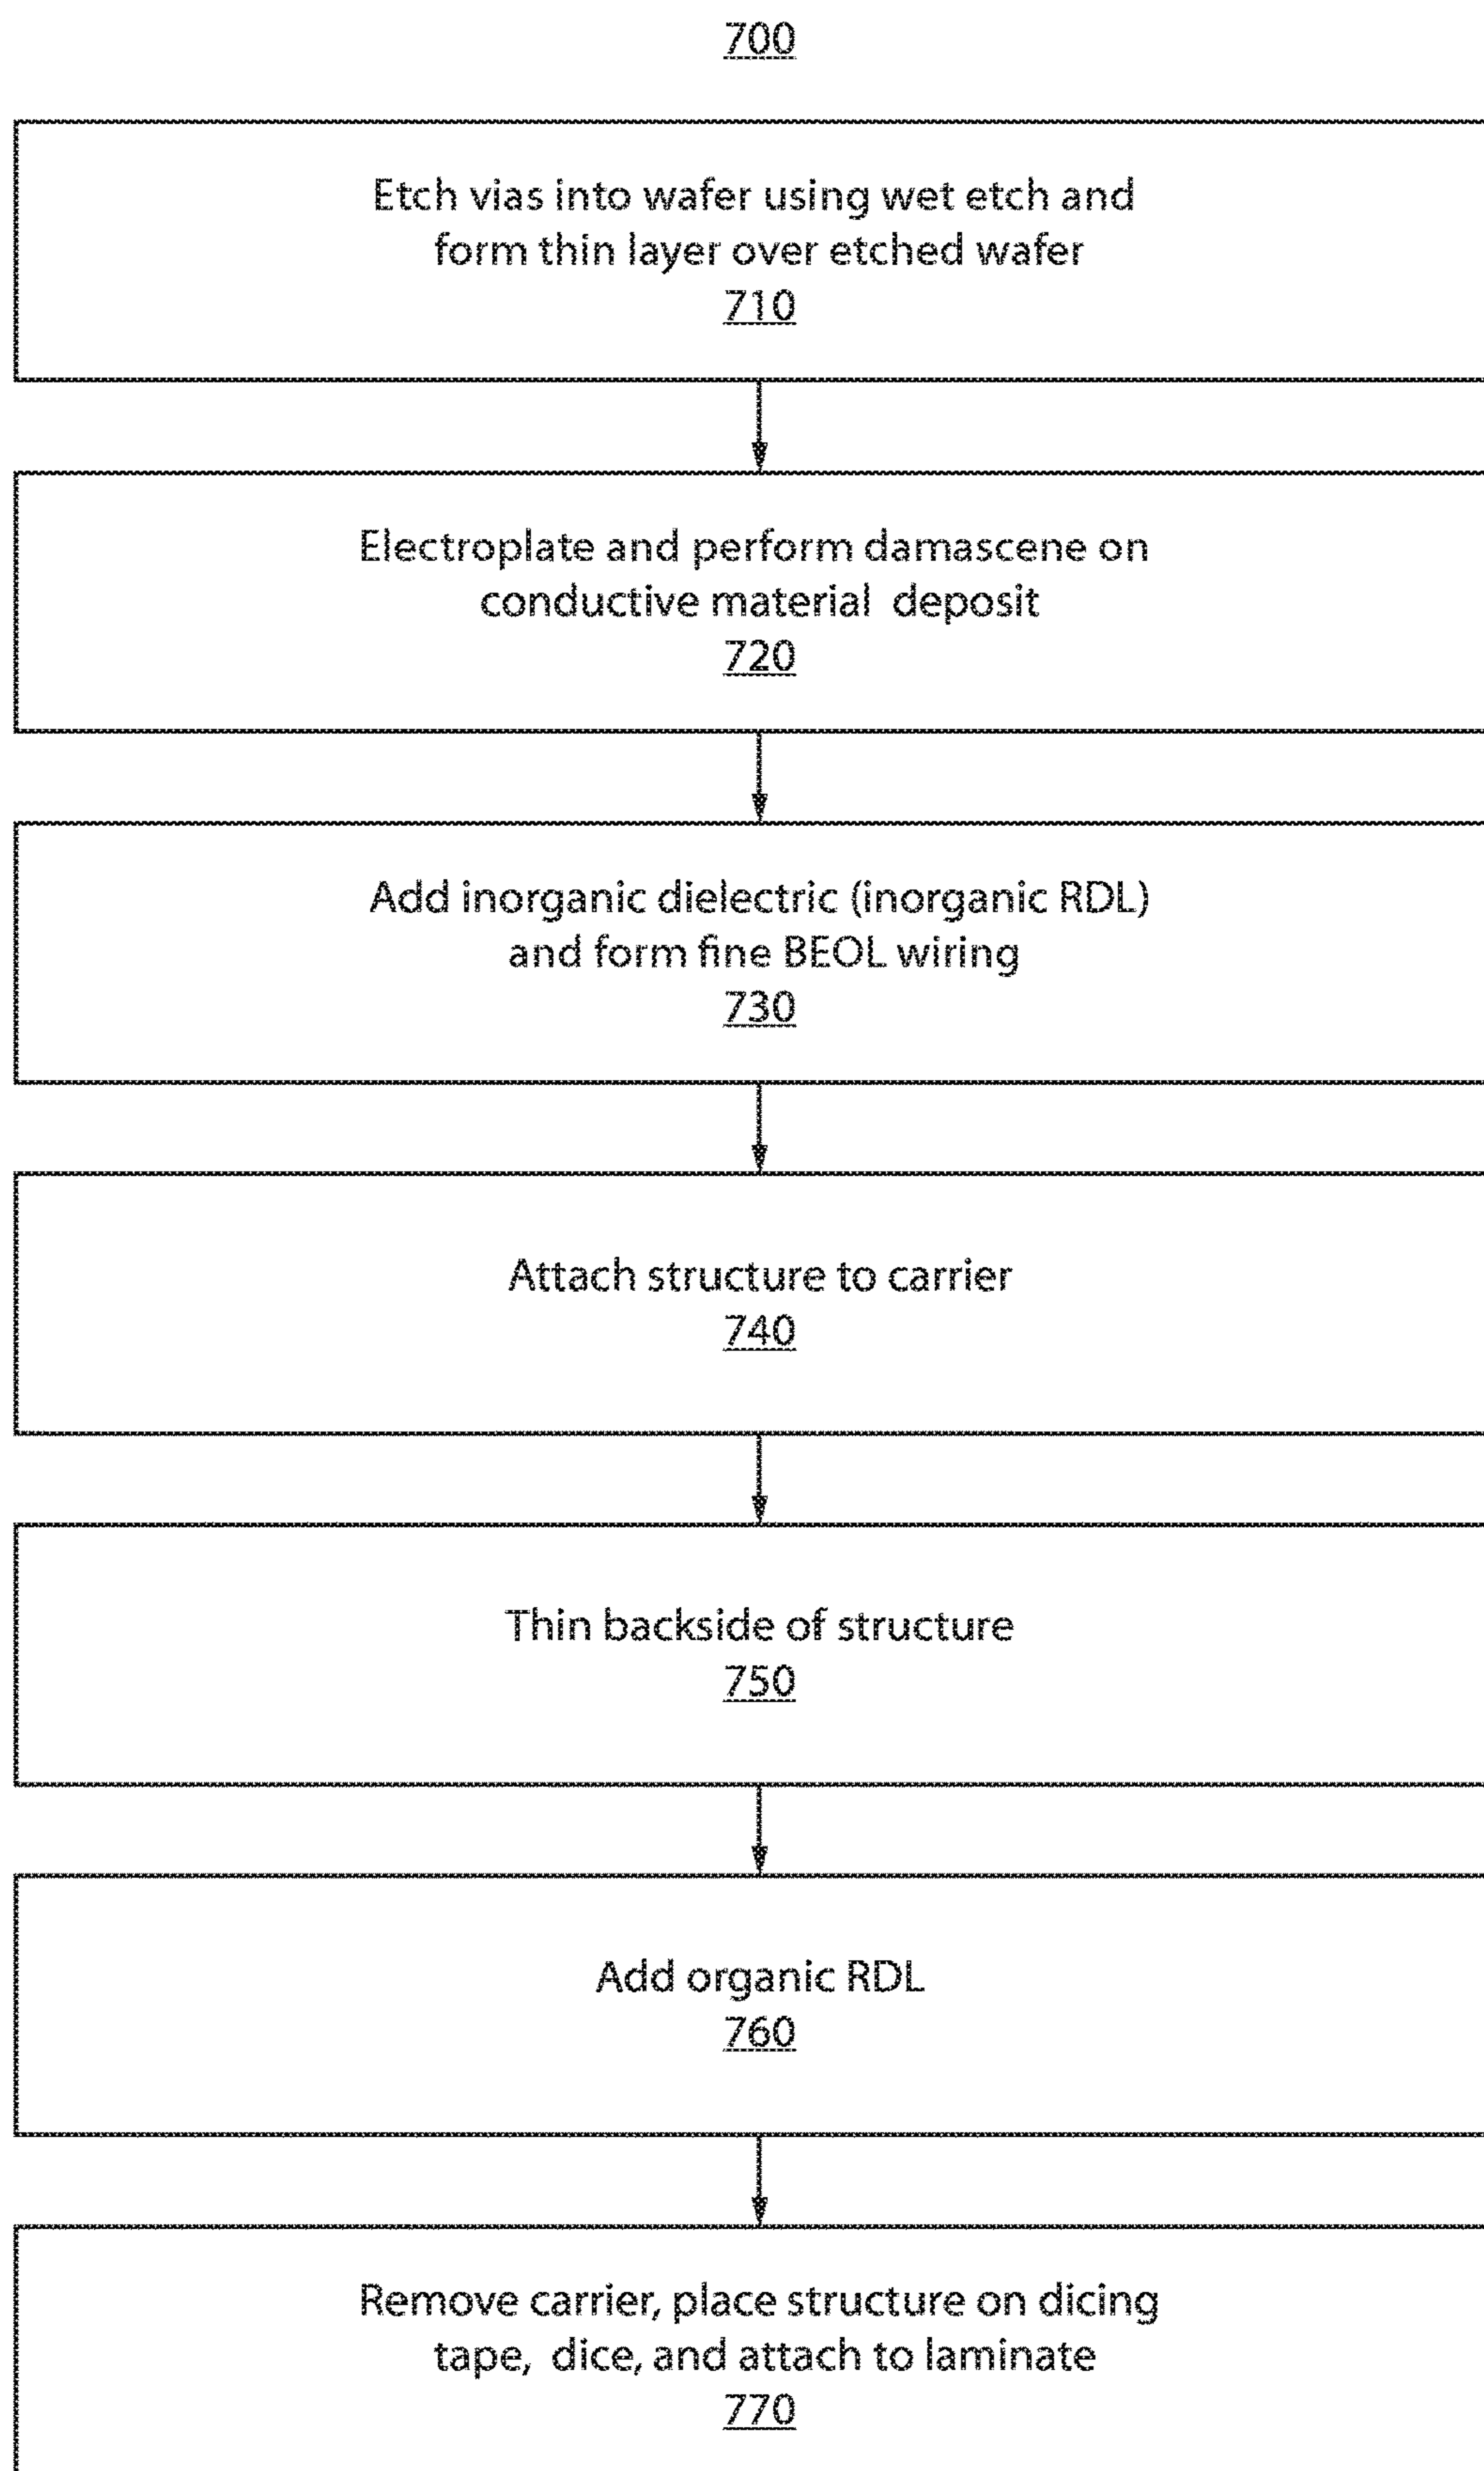 700
Etch vias into wafer using wet etch and
form thin layer over etched wafer
710
Electroplate and perform damascene on
conductive material deposit
720
Add inorganic dielectric (inorganic RDL)
and form fine BEOL wiring
730
Attach structure to carrier
740
Thin backside of structure
750
Add organic RDL
760
Remove carrier, place structure on dicing
tape, dice, and attach to laminate
770